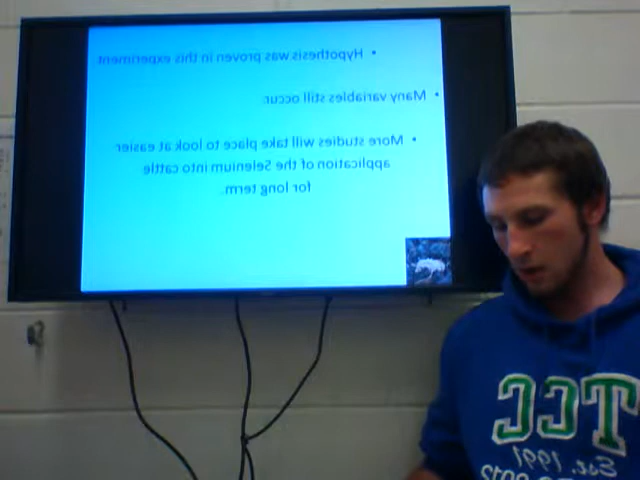 • Hypothesis was proven in this experiment.
• Many variables still occur.
• More studies will take place to look at easier
application of the Selenium into cattle
for long term.
TCC
Est. 1991